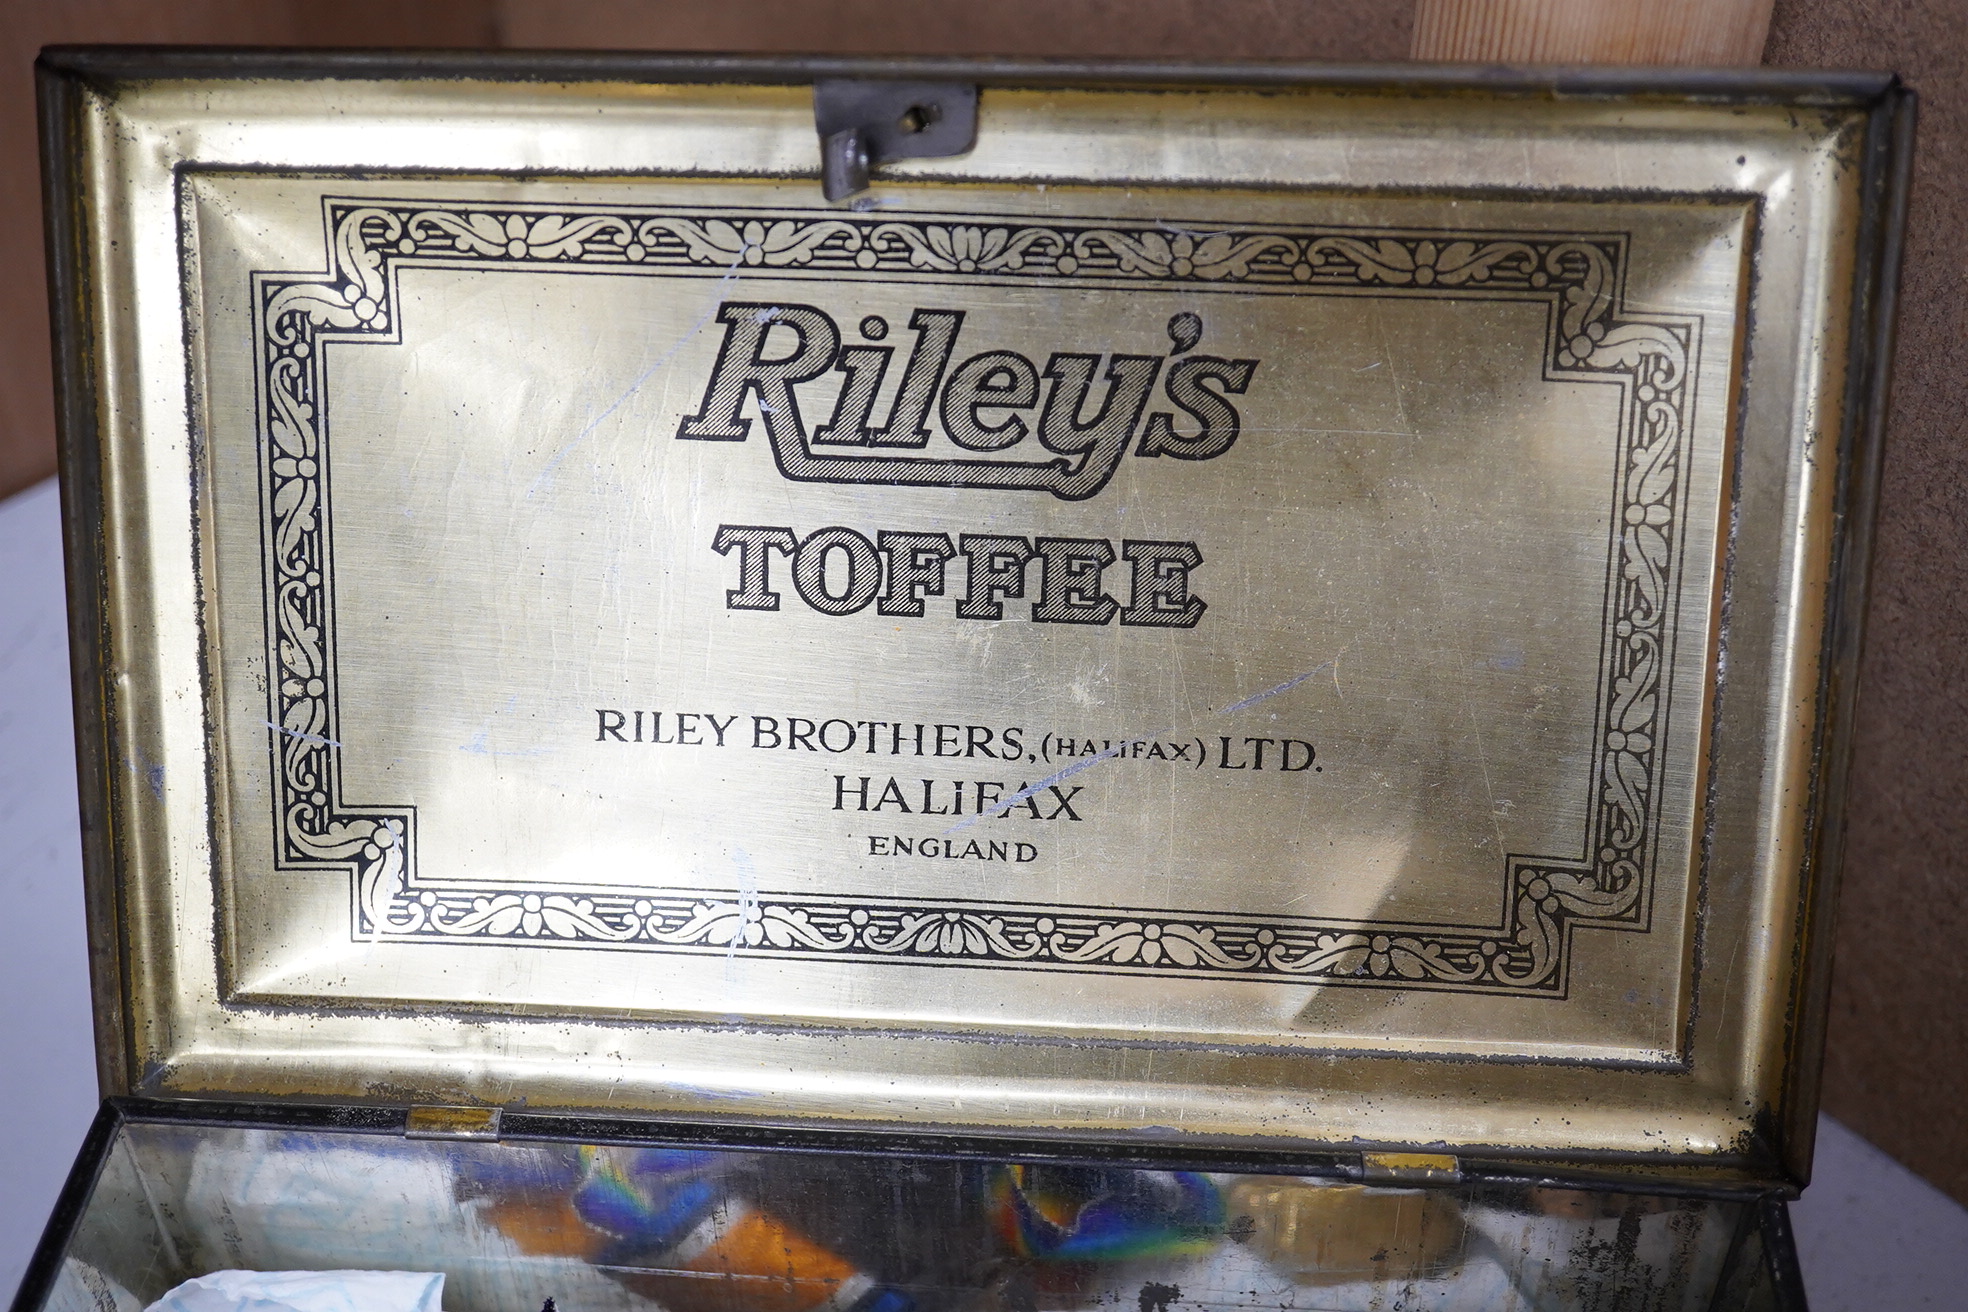 Riley's
TOFFEE
RILEY BROTHERS, (HALIFAX) LTD.
HALIFAX
ENGLAND